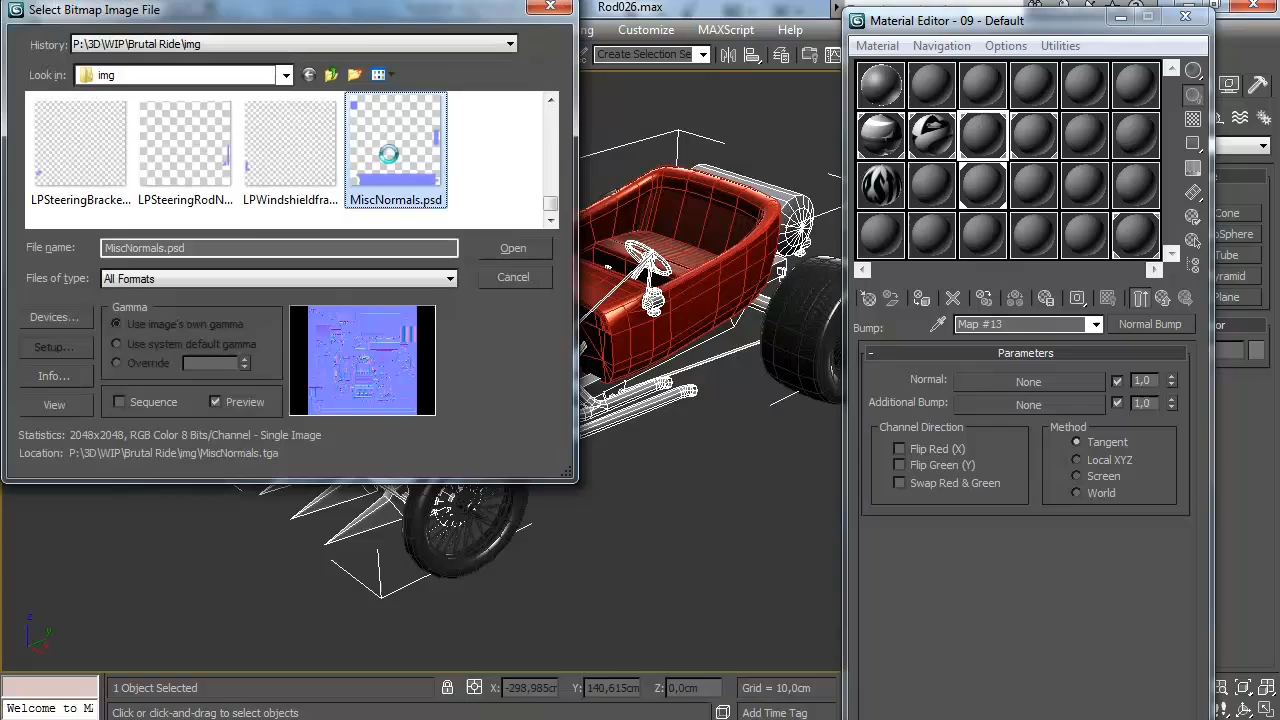 Select Bitmap Image File
History: P:\3D\WIP\Brutal Ride\img
Look in: img
LPSteeringBracke...
LPSteeringRodN...
LPWindshieldfra...
MiscNormals.psd
File name: MiscNormals.psd
Open
Files of type: All Formats
Cancel
Devices...
Setup...
Info...
View
Gamma
Use image's own gamma
Use system default gamma
Override
Sequence
Preview
Statistics: 2048x2048, RGB Color 8 Bits/Channel - Single Image
Location: P:\3D\WIP\Brutal Ride\img\MiscNormals.tga
Rod026.max
ng Customize MAXScript Help
Create Selection Se
Material Editor - 09 - Default
Material Navigation Options Utilities
Bump: Map #13 Normal Bump
- Parameters
Normal: None 1,0
Additional Bump: None 1,0
Channel Direction
Flip Red (X)
Flip Green (Y)
Swap Red & Green
Method
Tangent
Local XYZ
Screen
World
Cone
oSphere
Tube
yramid
Plane
or
z
y
x
1 Object Selected
X: -298,985cr Y: 140,615cm Z: 0,0cm Grid = 10,0cm
Welcome to MA
Click or click-and-drag to select objects
Add Time Tag